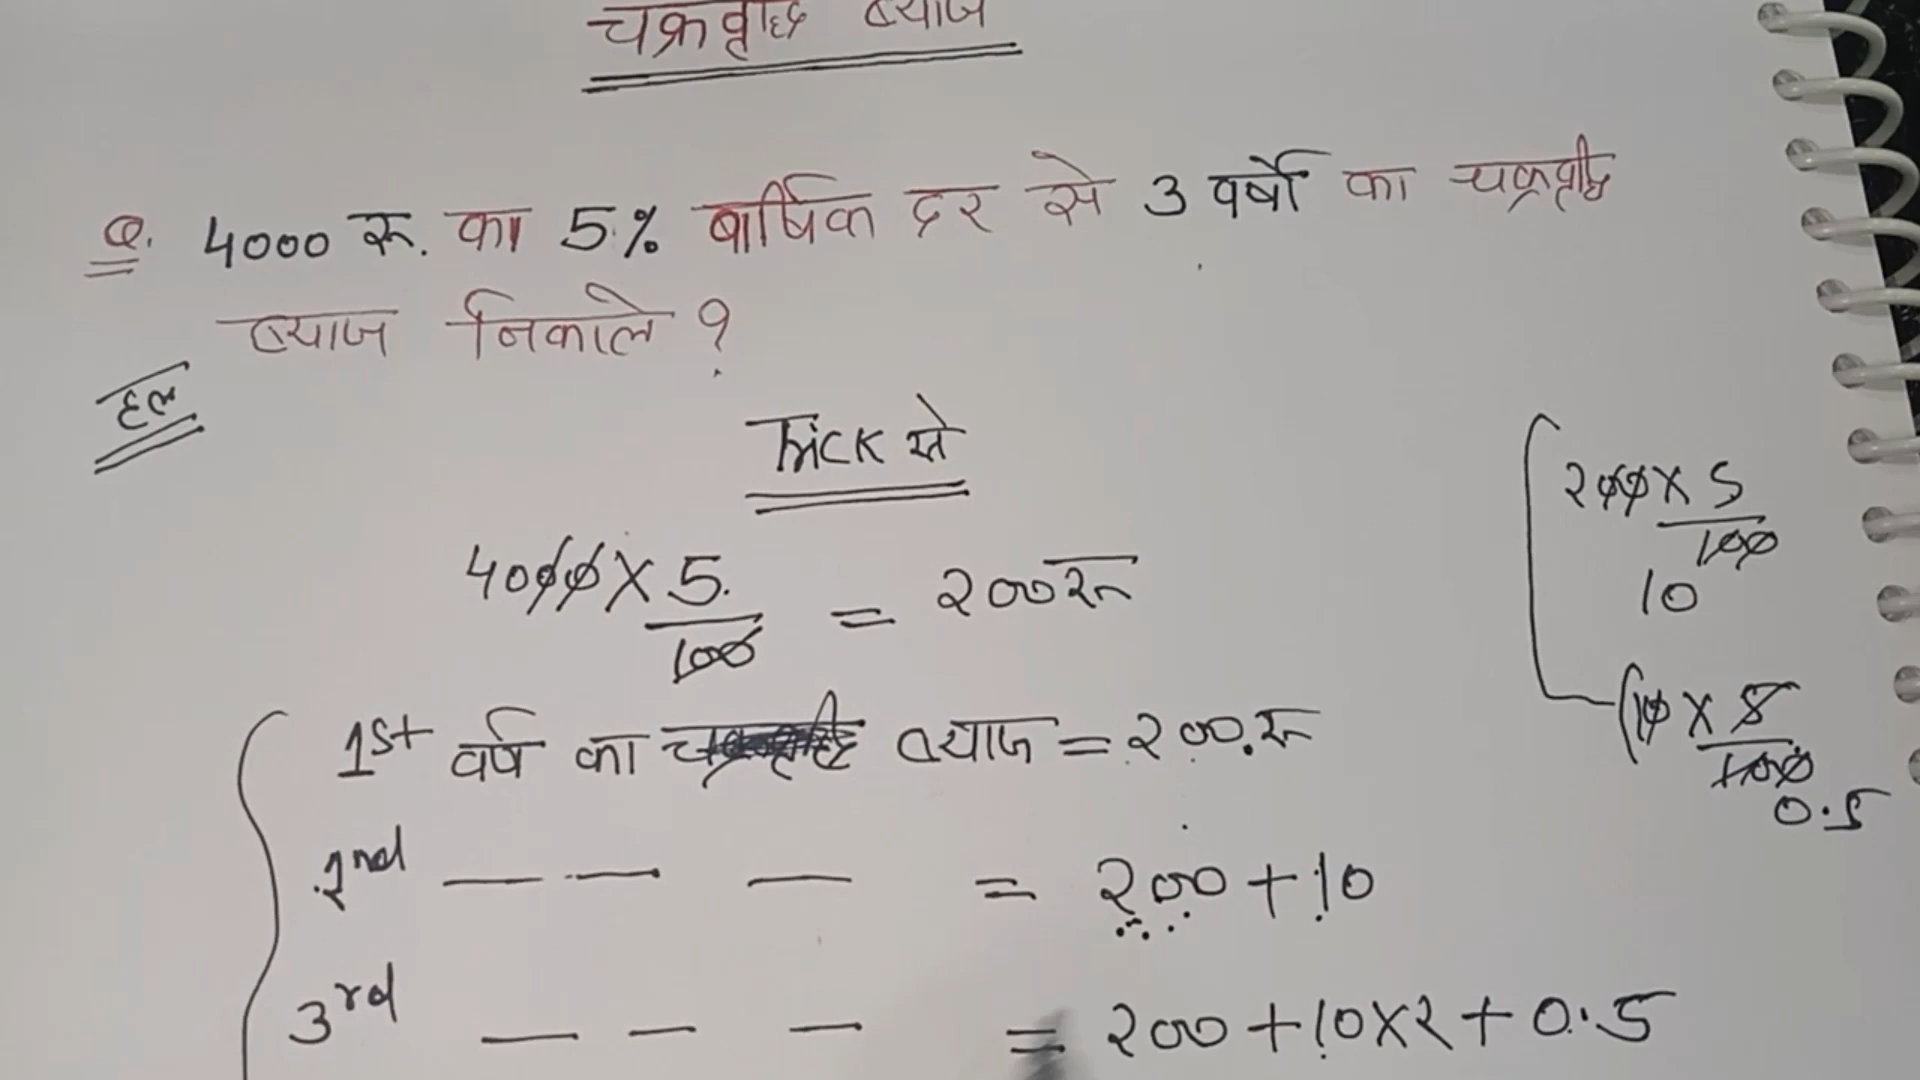 चक्रवृद्धि ब्याज
Q. 4000 रू. का 5% वार्षिक दर से 3 वर्षो का चक्रवृद्धि
ब्याज निकाले ?
हल
Trick से
4000 × 5/100 = 200 रू
200 × 5/100
10
10 × 5/100
0.5
1st वर्ष का ब्याज = 200.रू
2nd — — — = 200 + 10
3rd — — — = 200 + 10 × 2 + 0.5